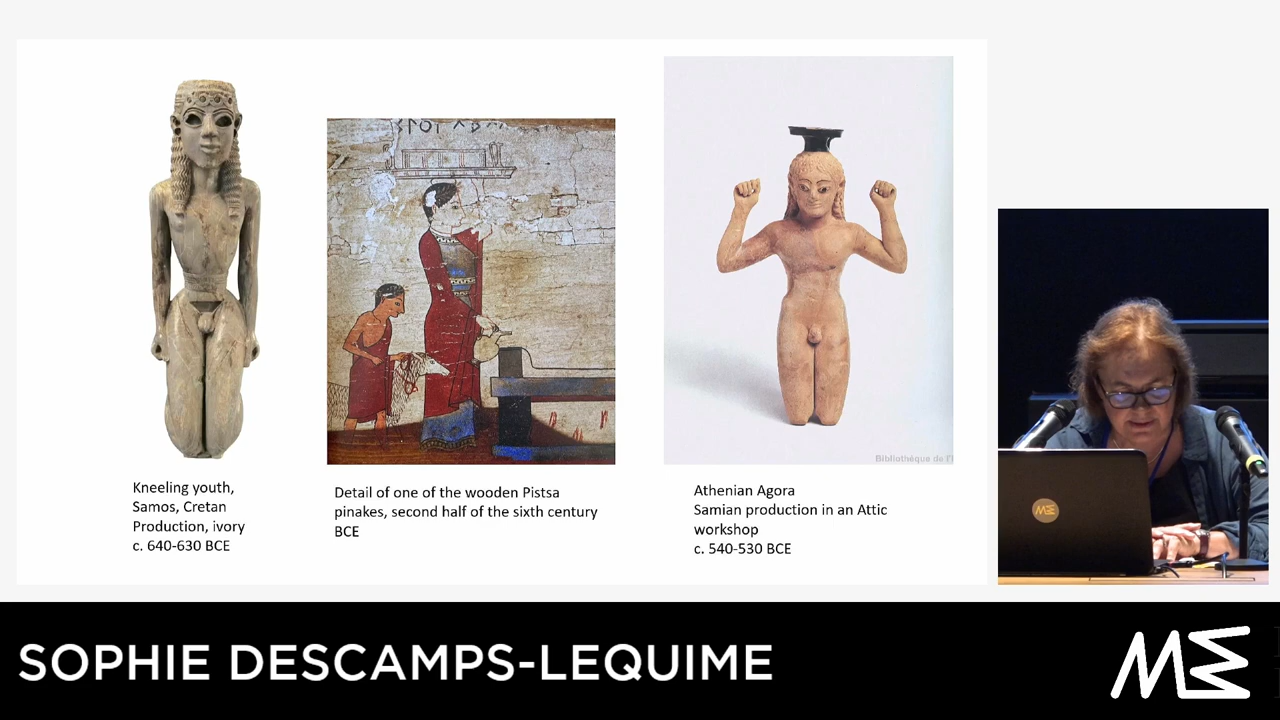 Kneeling youth,
Samos, Cretan
Production, ivory
c. 640-630 BCE
Detail of one of the wooden Pistsa
pinakes, second half of the sixth century
BCE
Bibliothèque de l'I
Athenian Agora
Samian production in an Attic
workshop
c. 540-530 BCE
SOPHIE DESCAMPS-LEQUIME